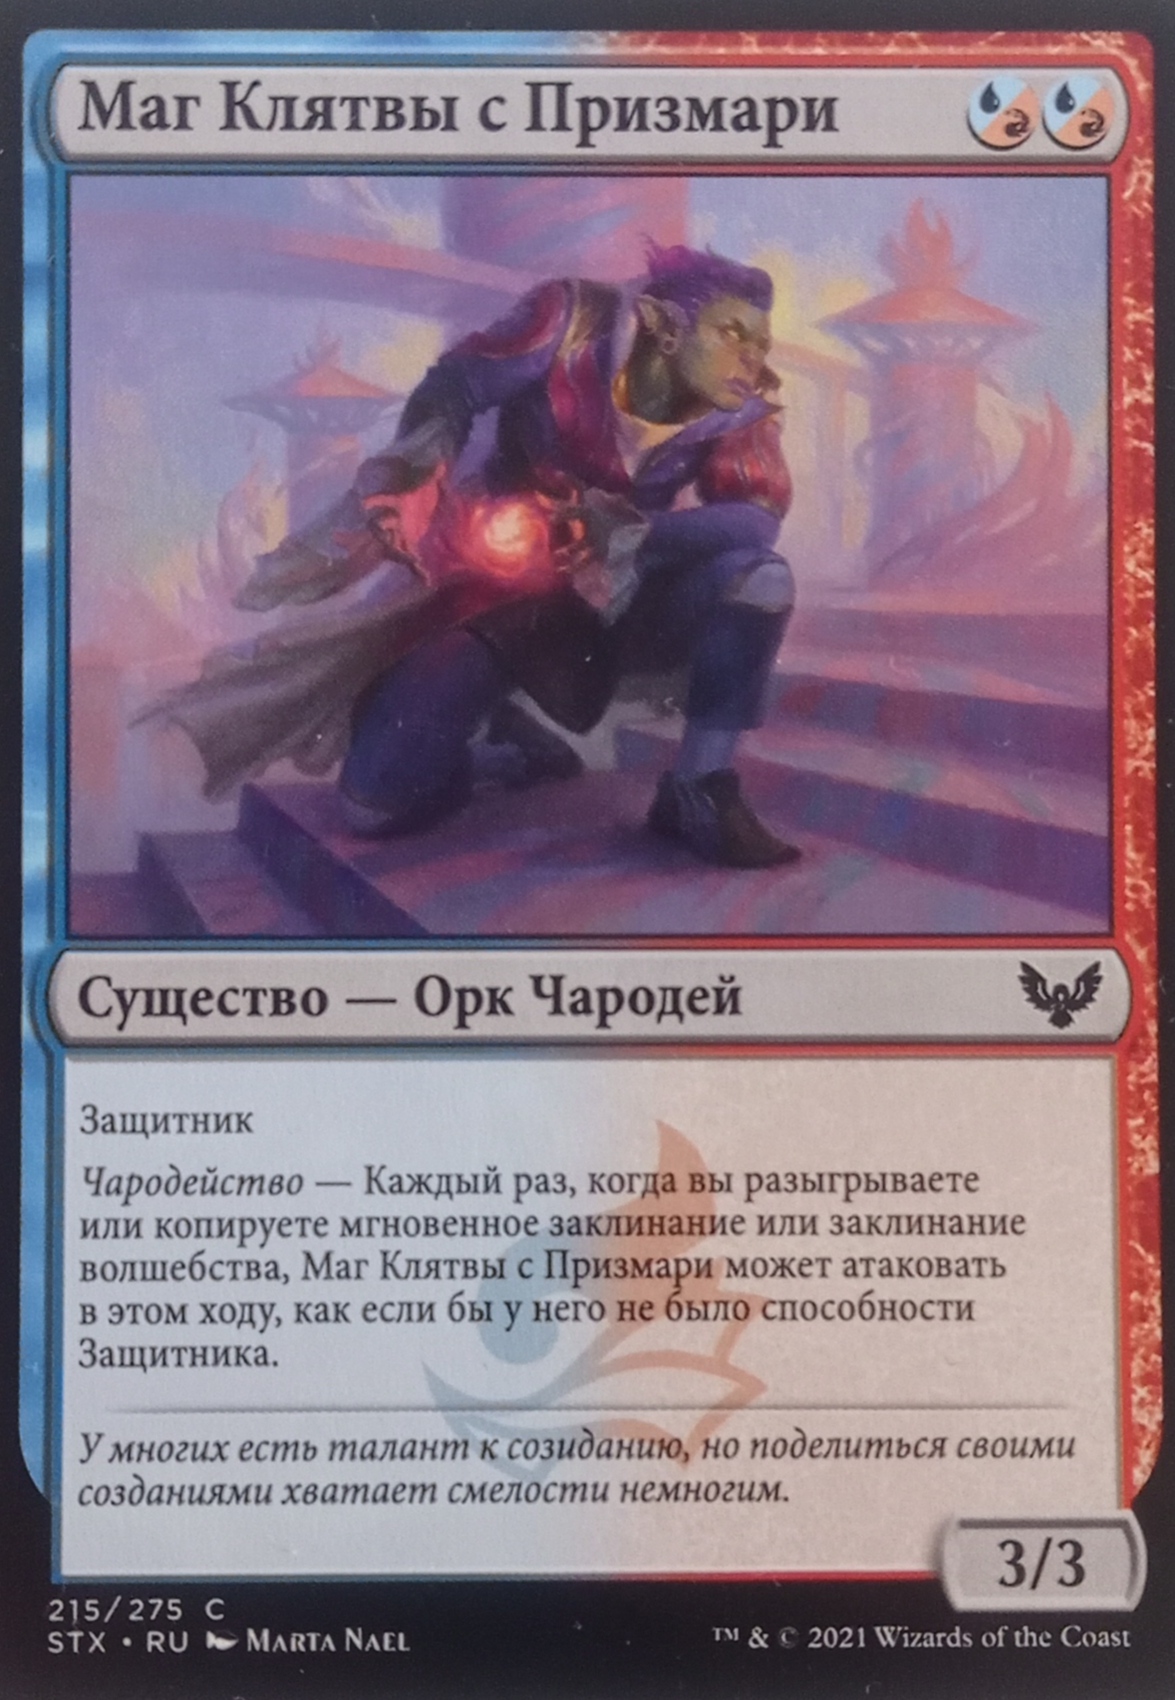 Маг Клятвы с Призмари
Существо — Орк Чародей
Защитник
Чародейство — Каждый раз, когда вы разыгрываете
или копируете мгновенное заклинание или заклинание
волшебства, Маг Клятвы с Призмари может атаковать
в этом ходу, как если бы у него не было способности
Защитника.
У многих есть талант к созиданию, но поделиться своими
созданиями хватает смелости немногим.
3/3
215/275 C
STX • RU Marta Nael
™ & © 2021 Wizards of the Coast